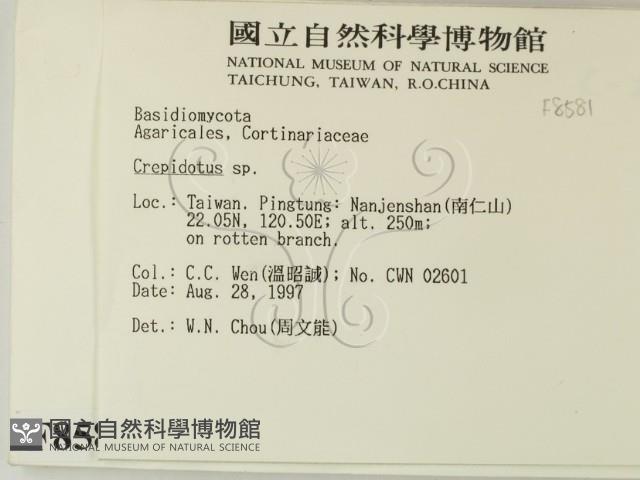 國立自然科學博物館
NATIONAL MUSEUM OF NATURAL SCIENCE
TAICHUNG, TAIWAN, R.O.CHINA
F8581
Basidiomycota
Agaricales, Cortinariaceae
Crepidotus sp.
Loc.: Taiwan. Pingtung: Nanjenshan(南仁山)
22.05N, 120.50E; alt. 250m;
on rotten branch.
Col.: C.C. Wen(溫昭誠); No. CWN 02601
Date: Aug. 28, 1997
Det.: W.N. Chou(周文能)
國立自然科學博物館
NATIONAL MUSEUM OF NATURAL SCIENCE